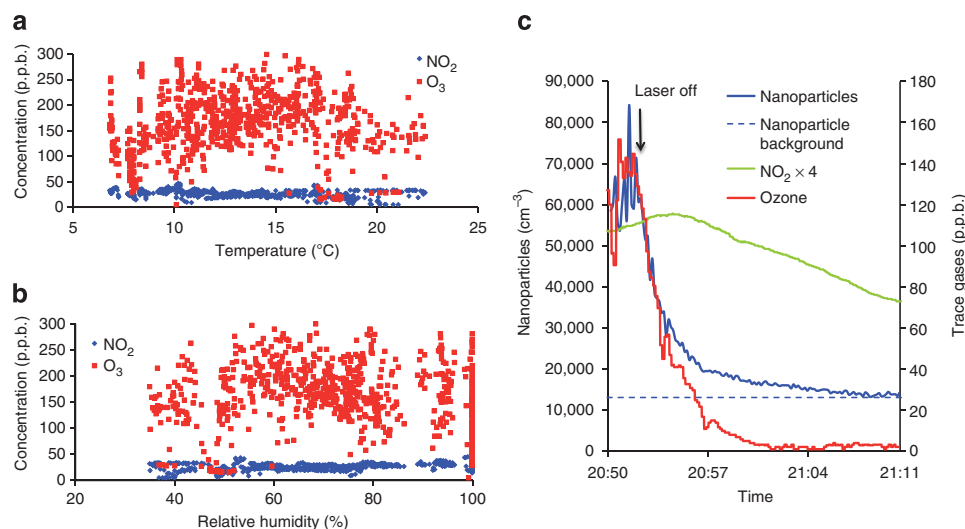 a
Concentration (p.p.b.)
300
250
200
150
100
50
0
5
10
15
20
25
Temperature (°C)
NO2
O3
b
Concentration (p.p.b.)
300
250
200
150
100
50
0
20
40
60
80
100
Relative humidity (%)
NO2
O3
c
Nanoparticles (cm⁻³)
90,000
80,000
70,000
60,000
50,000
40,000
30,000
20,000
10,000
0
Laser off
Nanoparticles
Nanoparticle
background
NO2 × 4
Ozone
180
160
140
120
100
80
60
40
20
0
Trace gases (p.p.b.)
20:50
20:57
21:04
21:11
Time